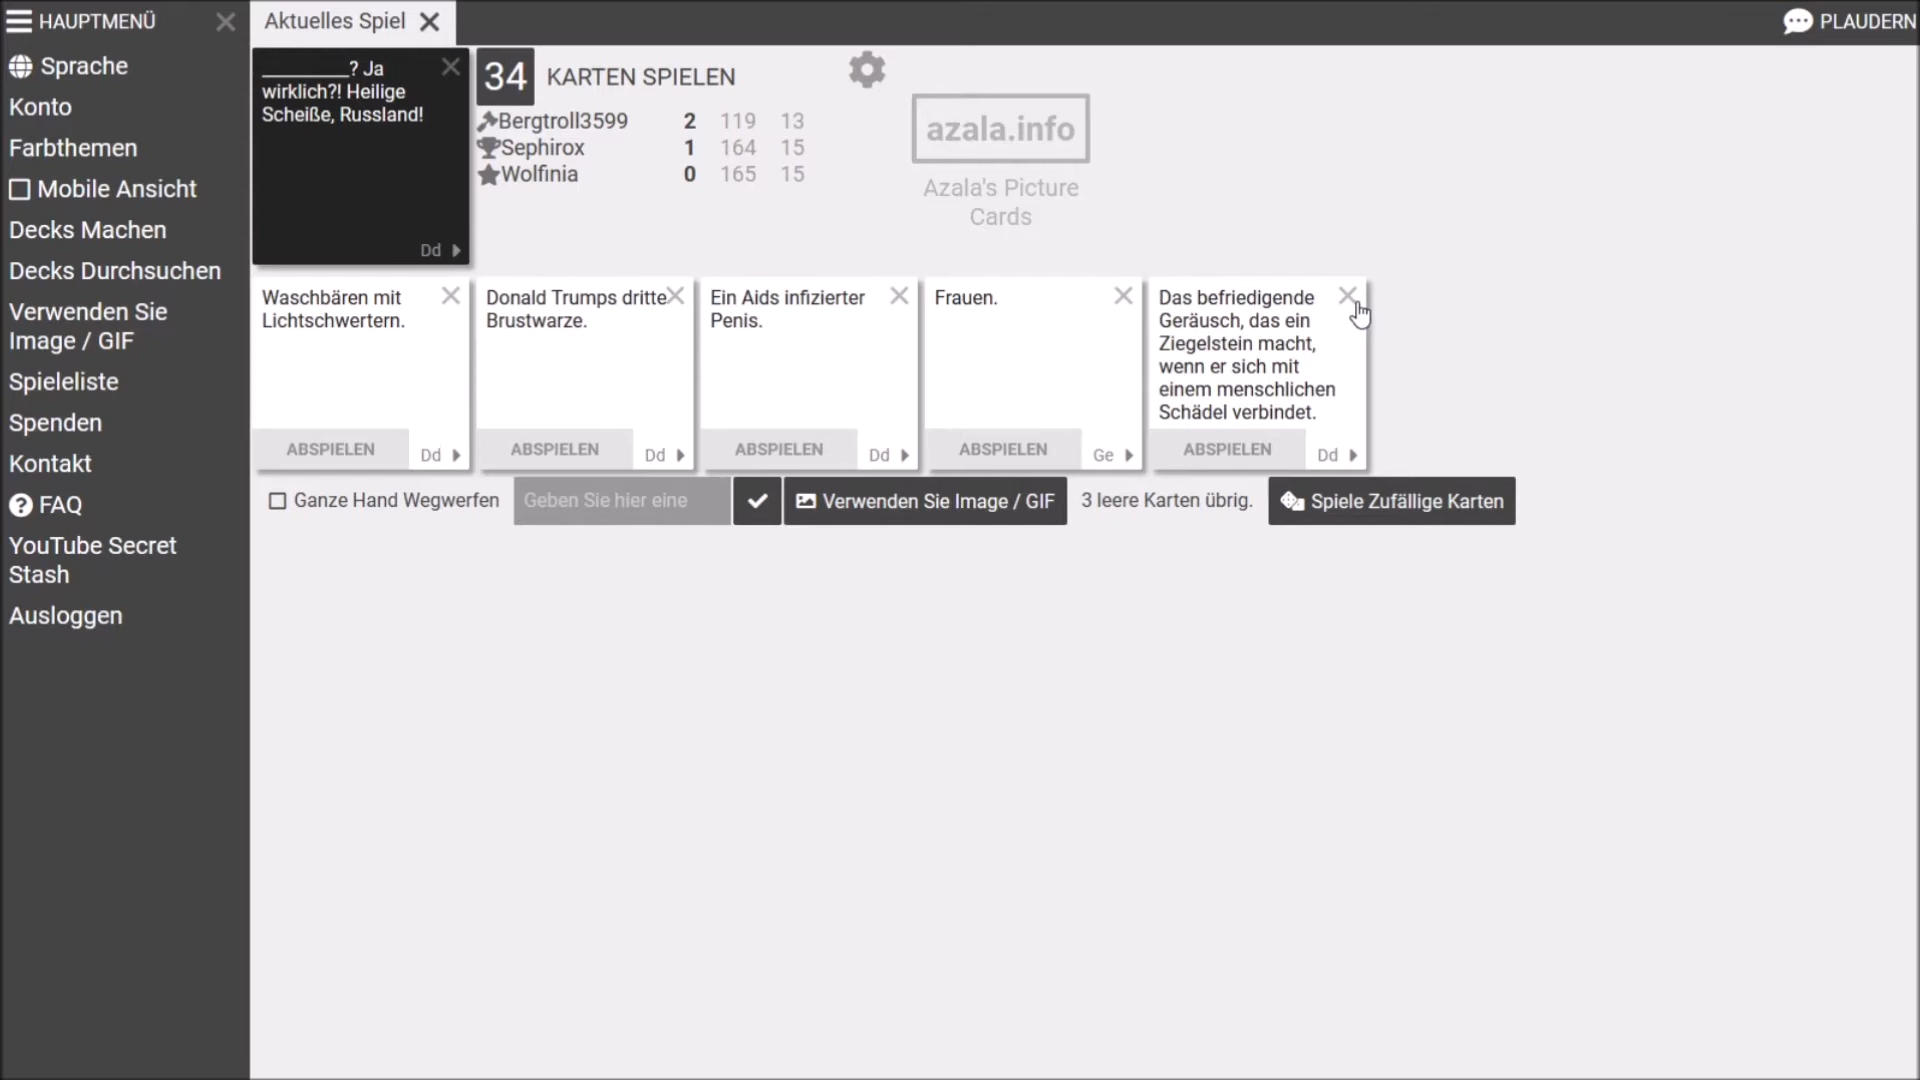 HAUPTMENÜ
Aktuelles Spiel
PLAUDERN
Sprache
Konto
Farbthemen
Mobile Ansicht
Decks Machen
Decks Durchsuchen
Verwenden Sie
Image / GIF
Spieleliste
Spenden
Kontakt
FAQ
YouTube Secret
Stash
Ausloggen
__________? Ja
wirklich?! Heilige
Scheiße, Russland!
Dd
34 KARTEN SPIELEN
Bergtroll3599 2 119 13
Sephirox 1 164 15
Wolfinia 0 165 15
azala.info
Azala's Picture
Cards
Waschbären mit
Lichtschwertern.
ABSPIELEN Dd
Donald Trumps dritte
Brustwarze.
ABSPIELEN Dd
Ein Aids infizierter
Penis.
ABSPIELEN Dd
Frauen.
ABSPIELEN Ge
Das befriedigende
Geräusch, das ein
Ziegelstein macht,
wenn er sich mit
einem menschlichen
Schädel verbindet.
ABSPIELEN Dd
Ganze Hand Wegwerfen
Geben Sie hier eine
Verwenden Sie Image / GIF
3 leere Karten übrig.
Spiele Zufällige Karten